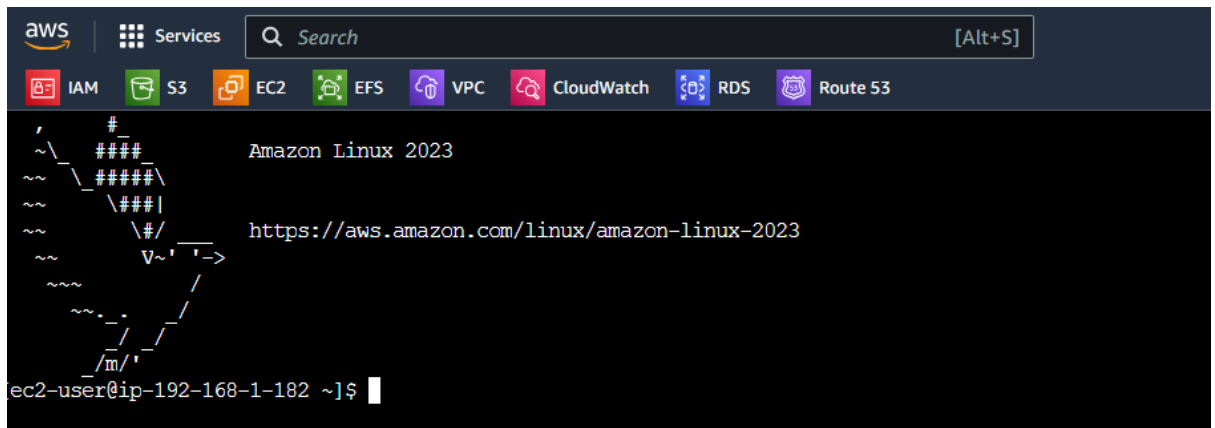 aws Services Search [Alt+S]
IAM S3 EC2 EFS VPC CloudWatch RDS Route 53
   ,     #_
   ~\_  ####_        Amazon Linux 2023
  ~~  \_#####\
  ~~     \###|
  ~~       \#/ ___   https://aws.amazon.com/linux/amazon-linux-2023
   ~~       V~' '->
    ~~~         /
      ~~._.   _/
         _/ _/
       _/m/'
[ec2-user@ip-192-168-1-182 ~]$